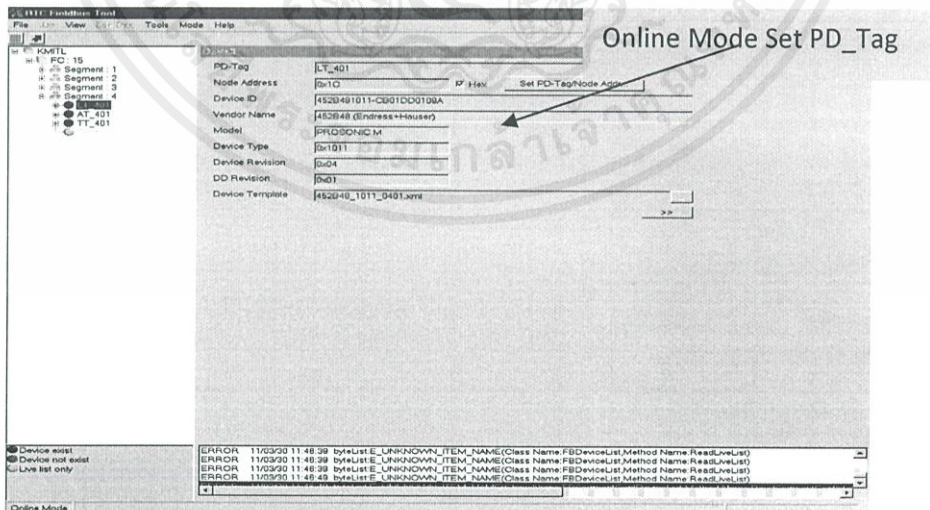 Fieldbus Tool
File View Tools Mode Help
Online Mode Set PD_Tag
KMITL
FC : 15
Segment : 1
Segment : 2
Segment : 3
Segment : 4
LT_401
AT_401
TT_401
PD-Tag LT_401
Node Address 0x1C Hex Set PD-Tag/Node Addr
Device ID 452B481011-CB01DD0109A
Vendor Name 452B48 (Endress+Hauser)
Model PROSONIC M
Device Type 0x1011
Device Revision 0x04
DD Revision 0x01
Device Template 452B48_1011_0401.xml
>>
Device exist
Device not exist
Live list only
ERROR 11/03/30 11:48:39 byteList:E_UNKNOWN_ITEM_NAME(Class Name:FBDeviceList,Method Name:ReadLiveList)
ERROR 11/03/30 11:48:39 byteList:E_UNKNOWN_ITEM_NAME(Class Name:FBDeviceList,Method Name:ReadLiveList)
ERROR 11/03/30 11:48:39 byteList:E_UNKNOWN_ITEM_NAME(Class Name:FBDeviceList,Method Name:ReadLiveList)
ERROR 11/03/30 11:48:49 byteList:E_UNKNOWN_ITEM_NAME(Class Name:FBDeviceList,Method Name:ReadLiveList)
Online Mode